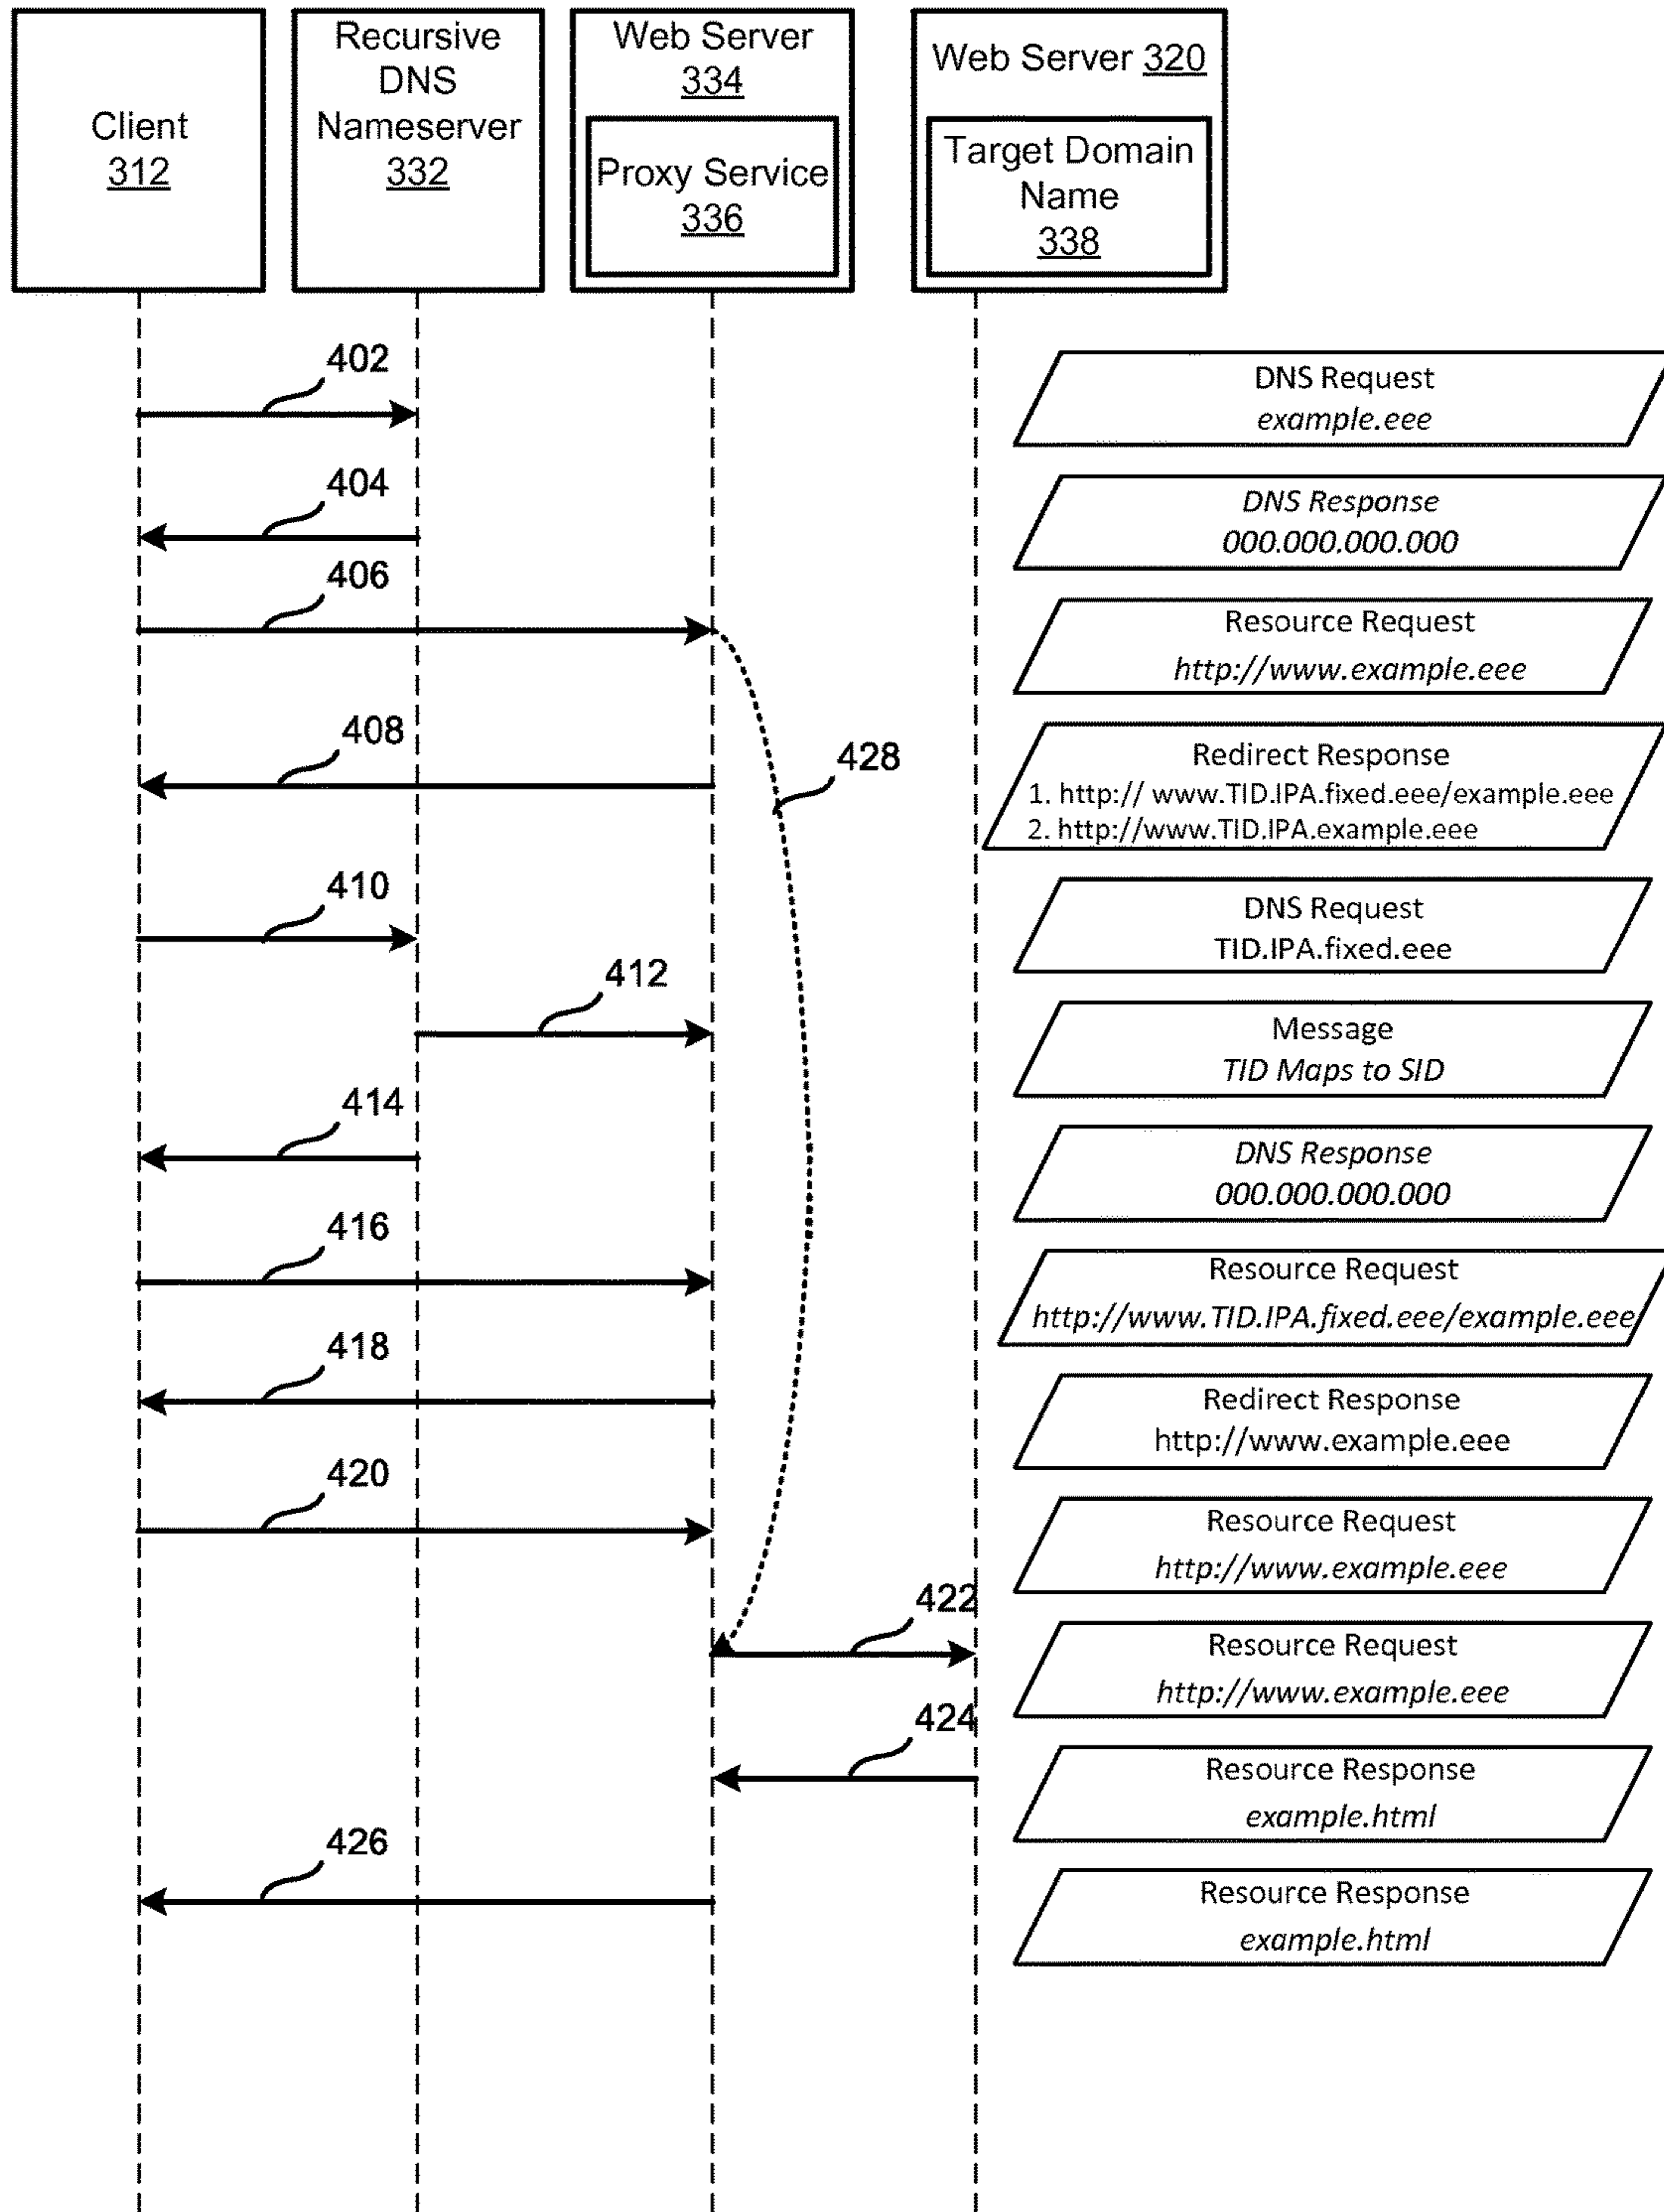 Client
312
Recursive
DNS
Nameserver
332
Web Server
334
Proxy Service
336
Web Server 320
Target Domain
Name
338
402
DNS Request
example.eee
404
DNS Response
000.000.000.000
406
Resource Request
http://www.example.eee
408
428
Redirect Response
1. http:// www.TID.IPA.fixed.eee/example.eee
2. http://www.TID.IPA.example.eee
410
DNS Request
TID.IPA.fixed.eee
412
Message
TID Maps to SID
414
DNS Response
000.000.000.000
416
Resource Request
http://www.TID.IPA.fixed.eee/example.eee
418
Redirect Response
http://www.example.eee
420
Resource Request
http://www.example.eee
422
Resource Request
http://www.example.eee
424
Resource Response
example.html
426
Resource Response
example.html